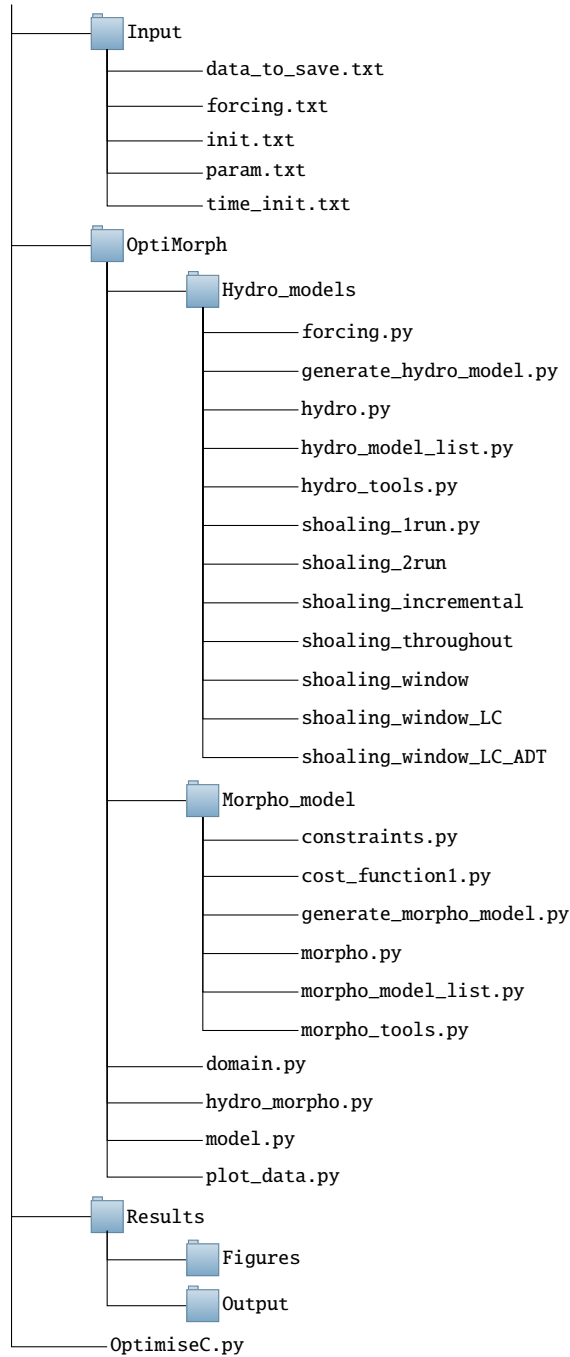 Input
data_to_save.txt
forcing.txt
init.txt
param.txt
time_init.txt
OptiMorph
Hydro_models
forcing.py
generate_hydro_model.py
hydro.py
hydro_model_list.py
hydro_tools.py
shoaling_1run.py
shoaling_2run
shoaling_incremental
shoaling_throughout
shoaling_window
shoaling_window_LC
shoaling_window_LC_ADT
Morpho_model
constraints.py
cost_function1.py
generate_morpho_model.py
morpho.py
morpho_model_list.py
morpho_tools.py
domain.py
hydro_morpho.py
model.py
plot_data.py
Results
Figures
Output
OptimiseC.py